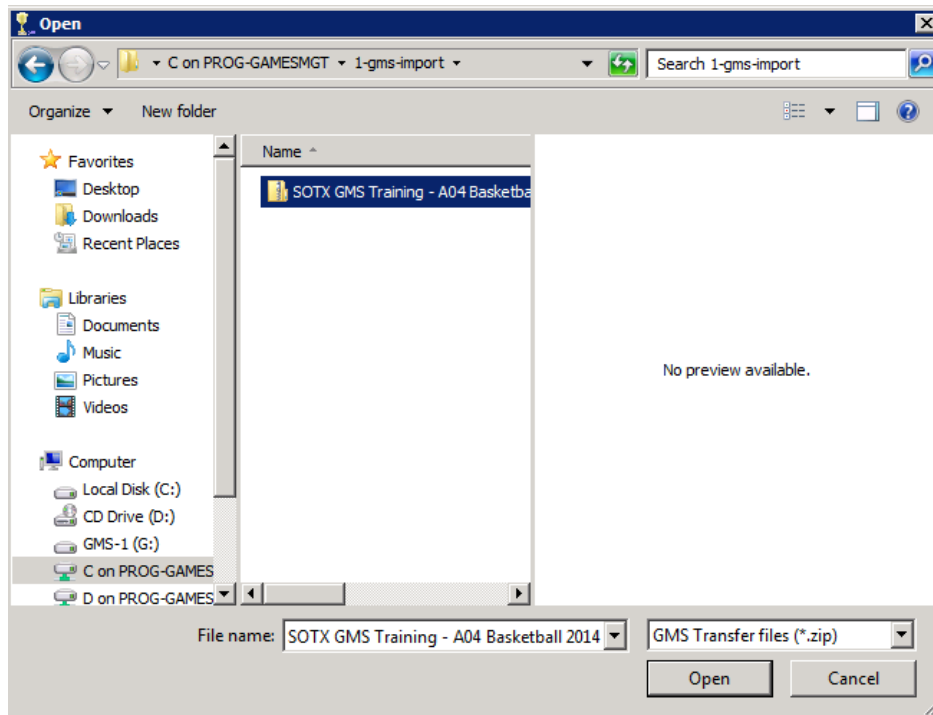 Open
C on PROG-GAMESMGT 1-gms-import
Search 1-gms-import
Organize New folder
Favorites
Desktop
Downloads
Recent Places
Libraries
Documents
Music
Pictures
Videos
Computer
Local Disk (C:)
CD Drive (D:)
GMS-1 (G:)
C on PROG-GAMES
D on PROG-GAMES
Name
SOTX GMS Training - A04 Basketba
No preview available.
File name: SOTX GMS Training - A04 Basketball 2014
GMS Transfer files (*.zip)
Open Cancel